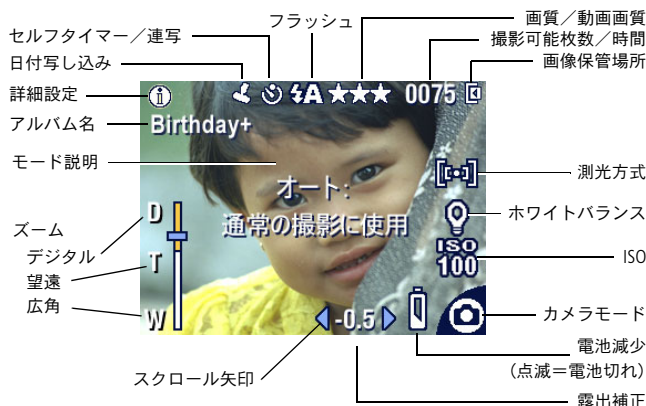 フラッシュ
画質／動画画質
セルフタイマー／連写
撮影可能枚数／時間
日付写し込み
画像保管場所
詳細設定
アルバム名
モード説明
A 0075
Birthday+
オート:
通常の撮影に使用
測光方式
ホワイトバランス
ISO
ズーム
デジタル
望遠
広角
D
T
W
ISO
100
-0.5
カメラモード
電池減少
（点滅＝電池切れ）
スクロール矢印
露出補正